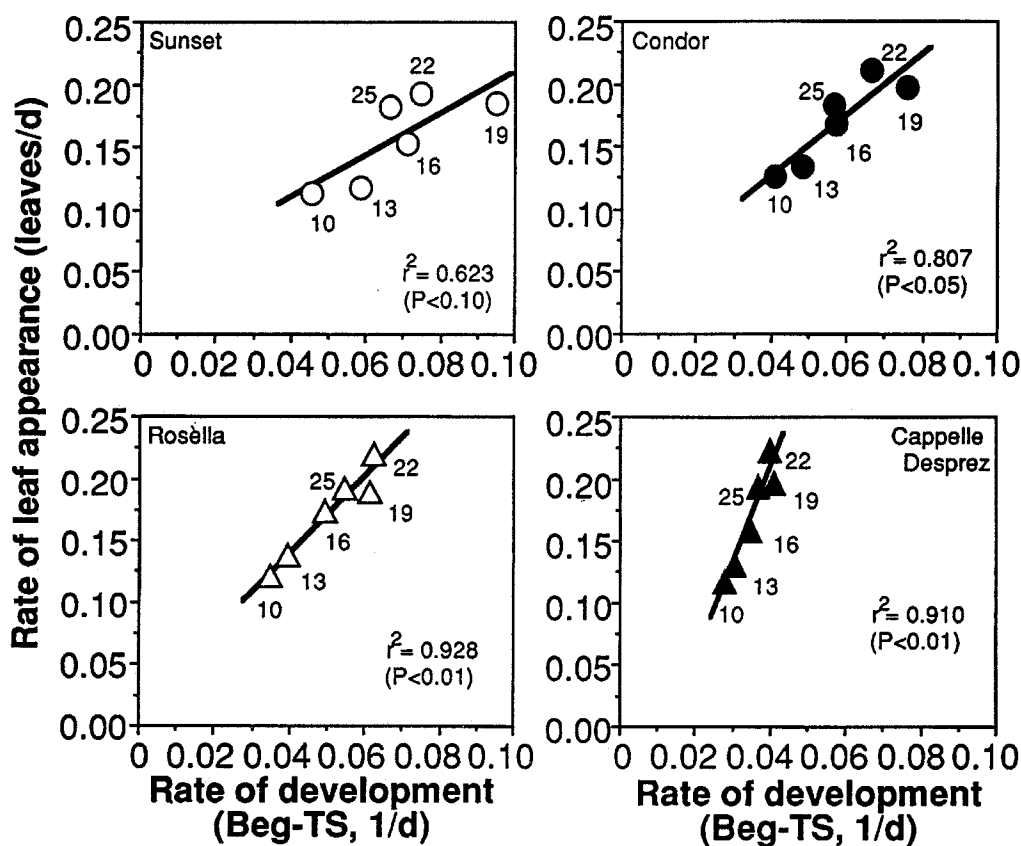 Rate of leaf appearance (leaves/d)
Sunset
0.25
0.20
0.15
0.10
0.05
0.00
22
25
19
16
10
13
r²= 0.623
(P<0.10)
0 0.02 0.04 0.06 0.08 0.10
Condor
0.25
0.20
0.15
0.10
0.05
0.00
22
25
19
16
13
10
r²= 0.807
(P<0.05)
0 0.02 0.04 0.06 0.08 0.10
Rosella
0.25
0.20
0.15
0.10
0.05
0.00
22
25
19
16
13
10
r²= 0.928
(P<0.01)
0 0.02 0.04 0.06 0.08 0.10
Rate of development
(Beg-TS, 1/d)
Cappelle
Desprez
0.25
0.20
0.15
0.10
0.05
0.00
22
25
19
16
13
10
r²= 0.910
(P<0.01)
0 0.02 0.04 0.06 0.08 0.10
Rate of development
(Beg-TS, 1/d)